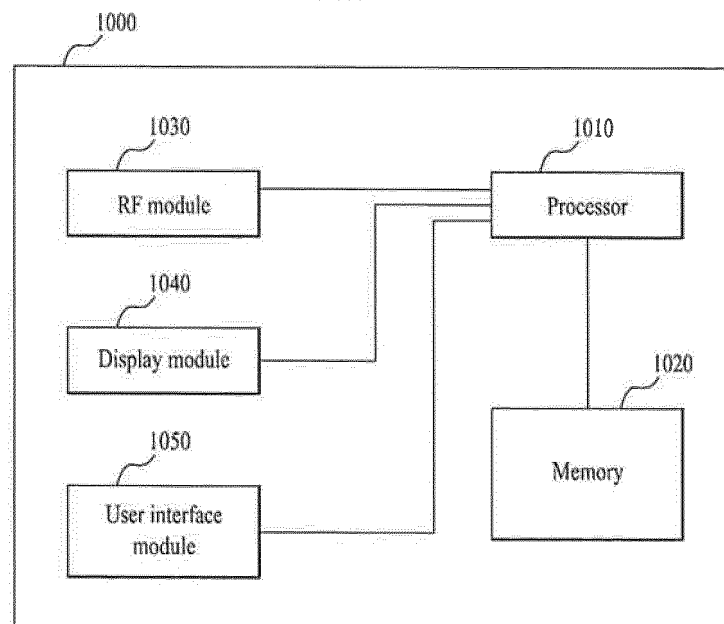 1000
1030
1010
RF module
Processor
1040
Display module
1020
1050
Memory
User interface
module